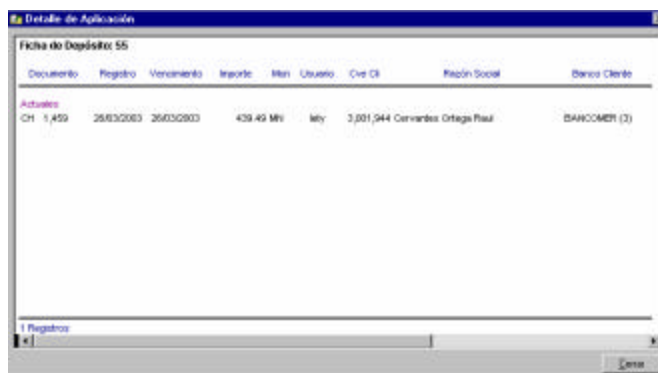 Detalle de Aplicación
Ficha de Depósito: 55
Documento Registro Vencimiento Importe Mon Usuario Cve Cli Razón Social Banco Cliente
Actuales
CH 1,459 26/03/2003 26/03/2003 439.49 MN lety 3,001,944 Cervantes Ortega Raul BANCOMER (3)
1 Registros
Cerrar